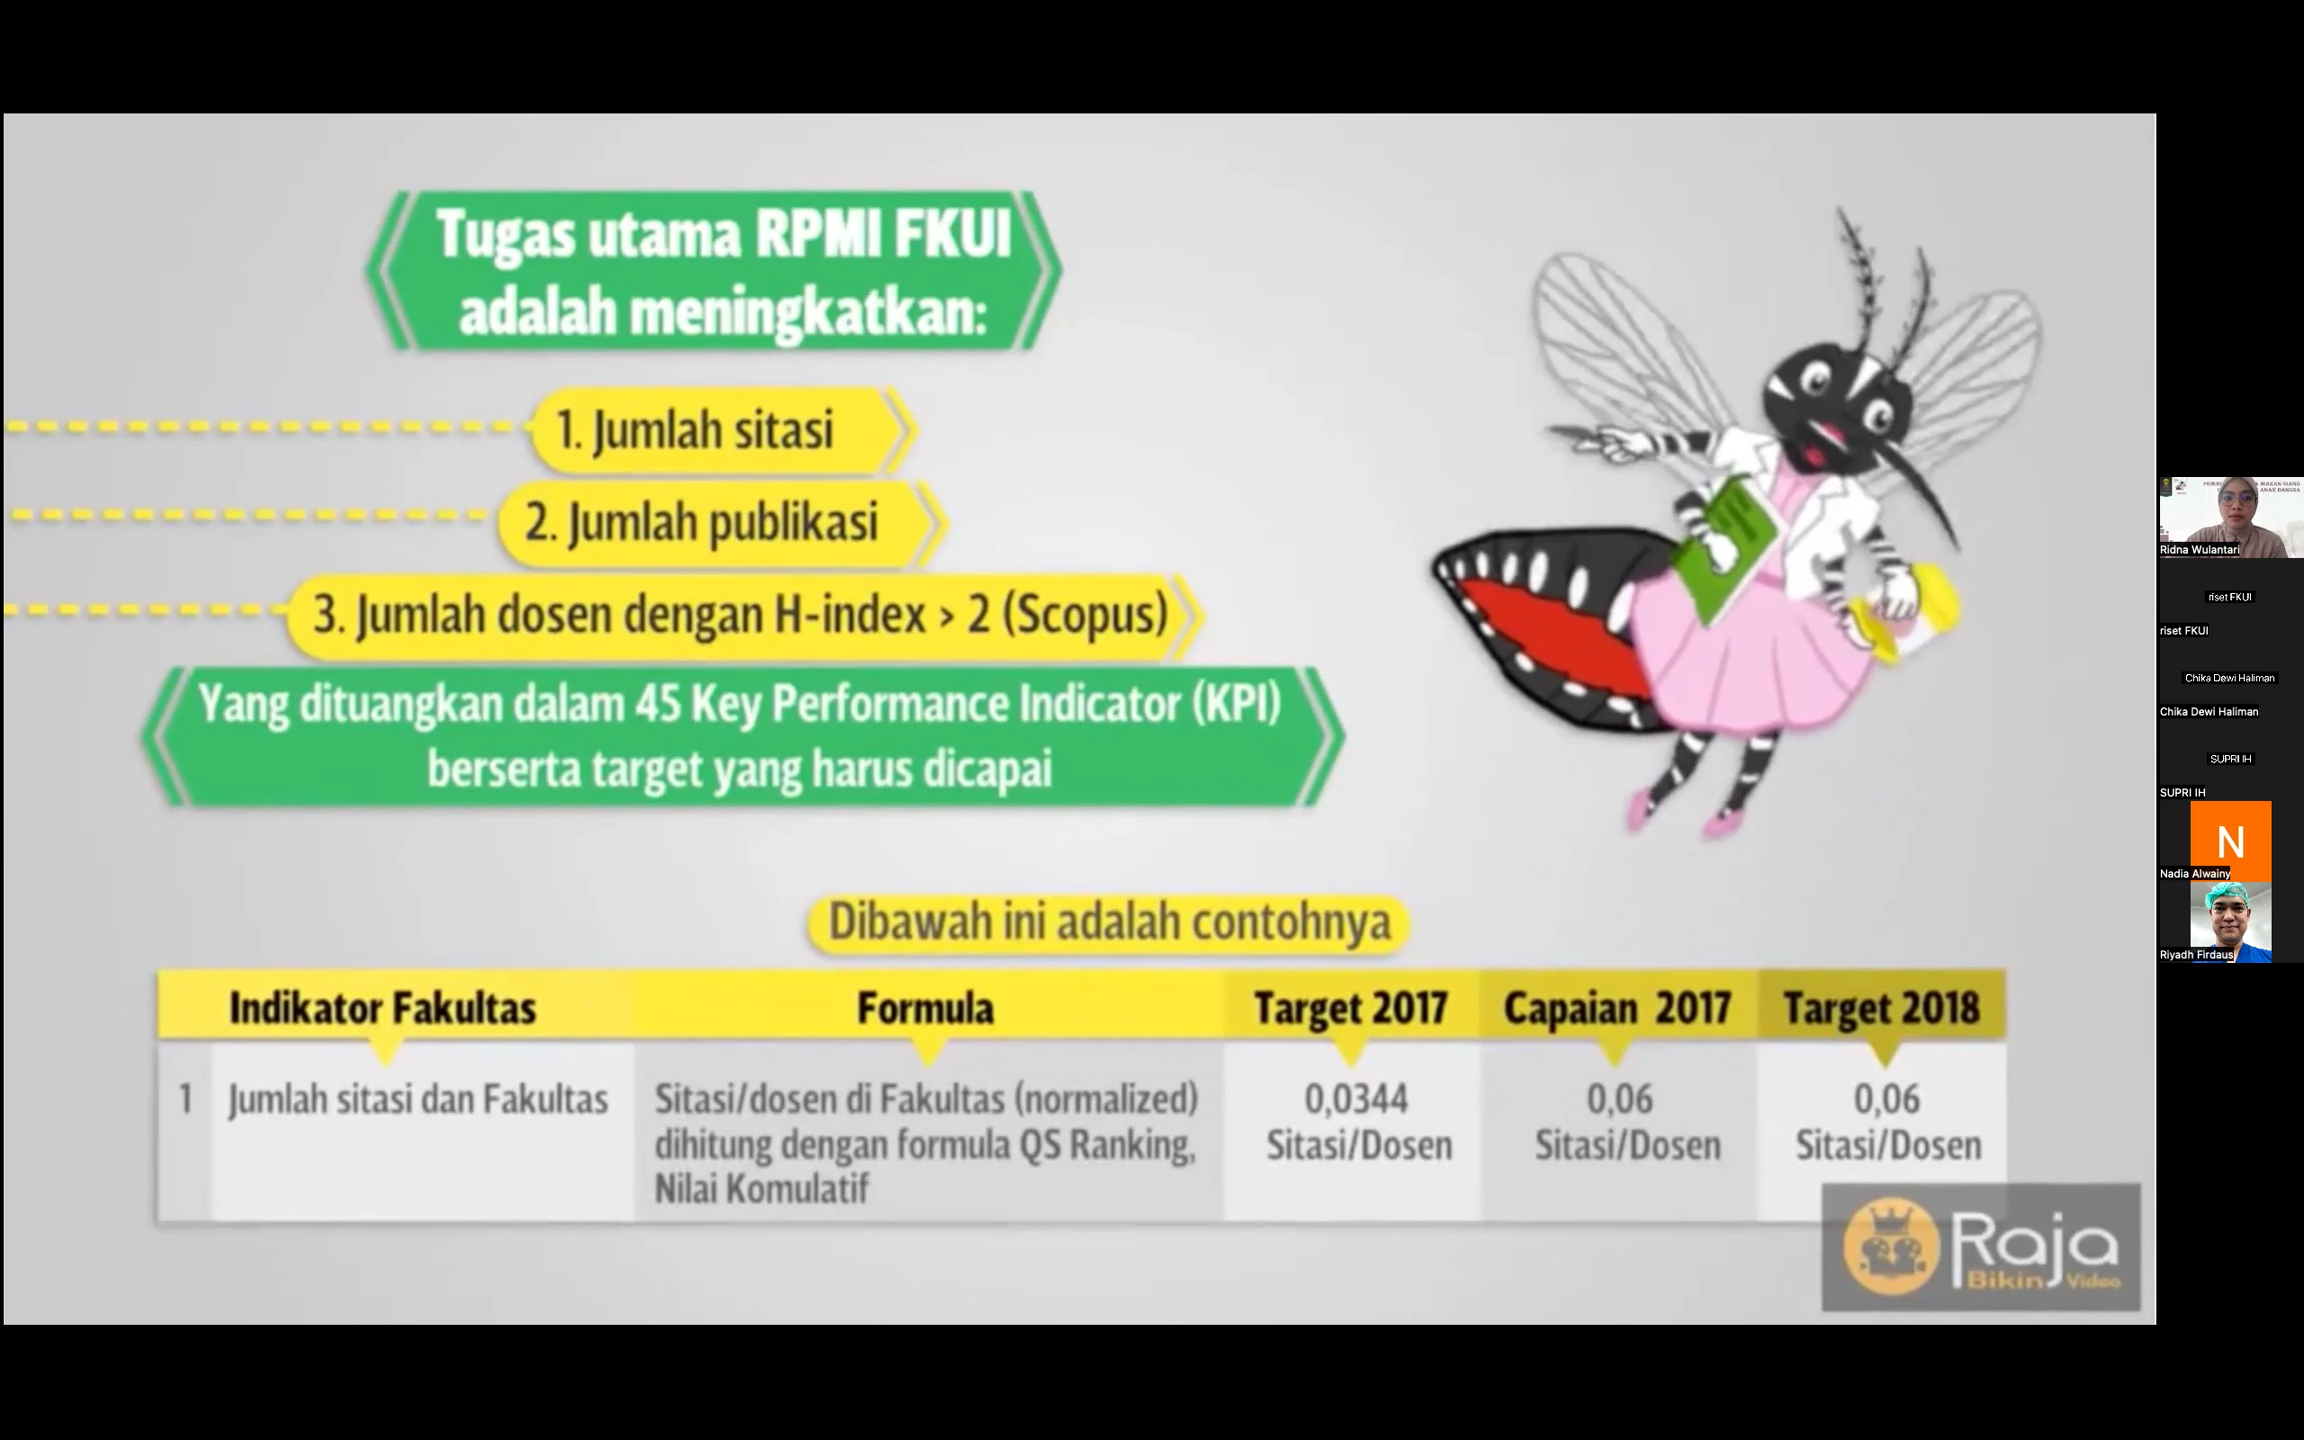 Tugas utama RPMI FKUI
adalah meningkatkan:
1. Jumlah sitasi
2. Jumlah publikasi
3. Jumlah dosen dengan H-index > 2 (Scopus)
Yang dituangkan dalam 45 Key Performance Indicator (KPI)
berserta target yang harus dicapai
Dibawah ini adalah contohnya
Indikator Fakultas
Formula
Target 2017
Capaian 2017
Target 2018
1
Jumlah sitasi dan Fakultas
Sitasi/dosen di Fakultas (normalized)
dihitung dengan formula QS Ranking,
Nilai Komulatif
0,0344
Sitasi/Dosen
0,06
Sitasi/Dosen
0,06
Sitasi/Dosen
Raja
Bikin Video
MAKAN SIANG
ANAK BANGSA
Ridna Wulantari
riset FKUI
riset FKUI
Chika Dewi Haliman
Chika Dewi Haliman
SUPRI IH
SUPRI IH
N
Nadia Alwainy
Riyadh Firdaus